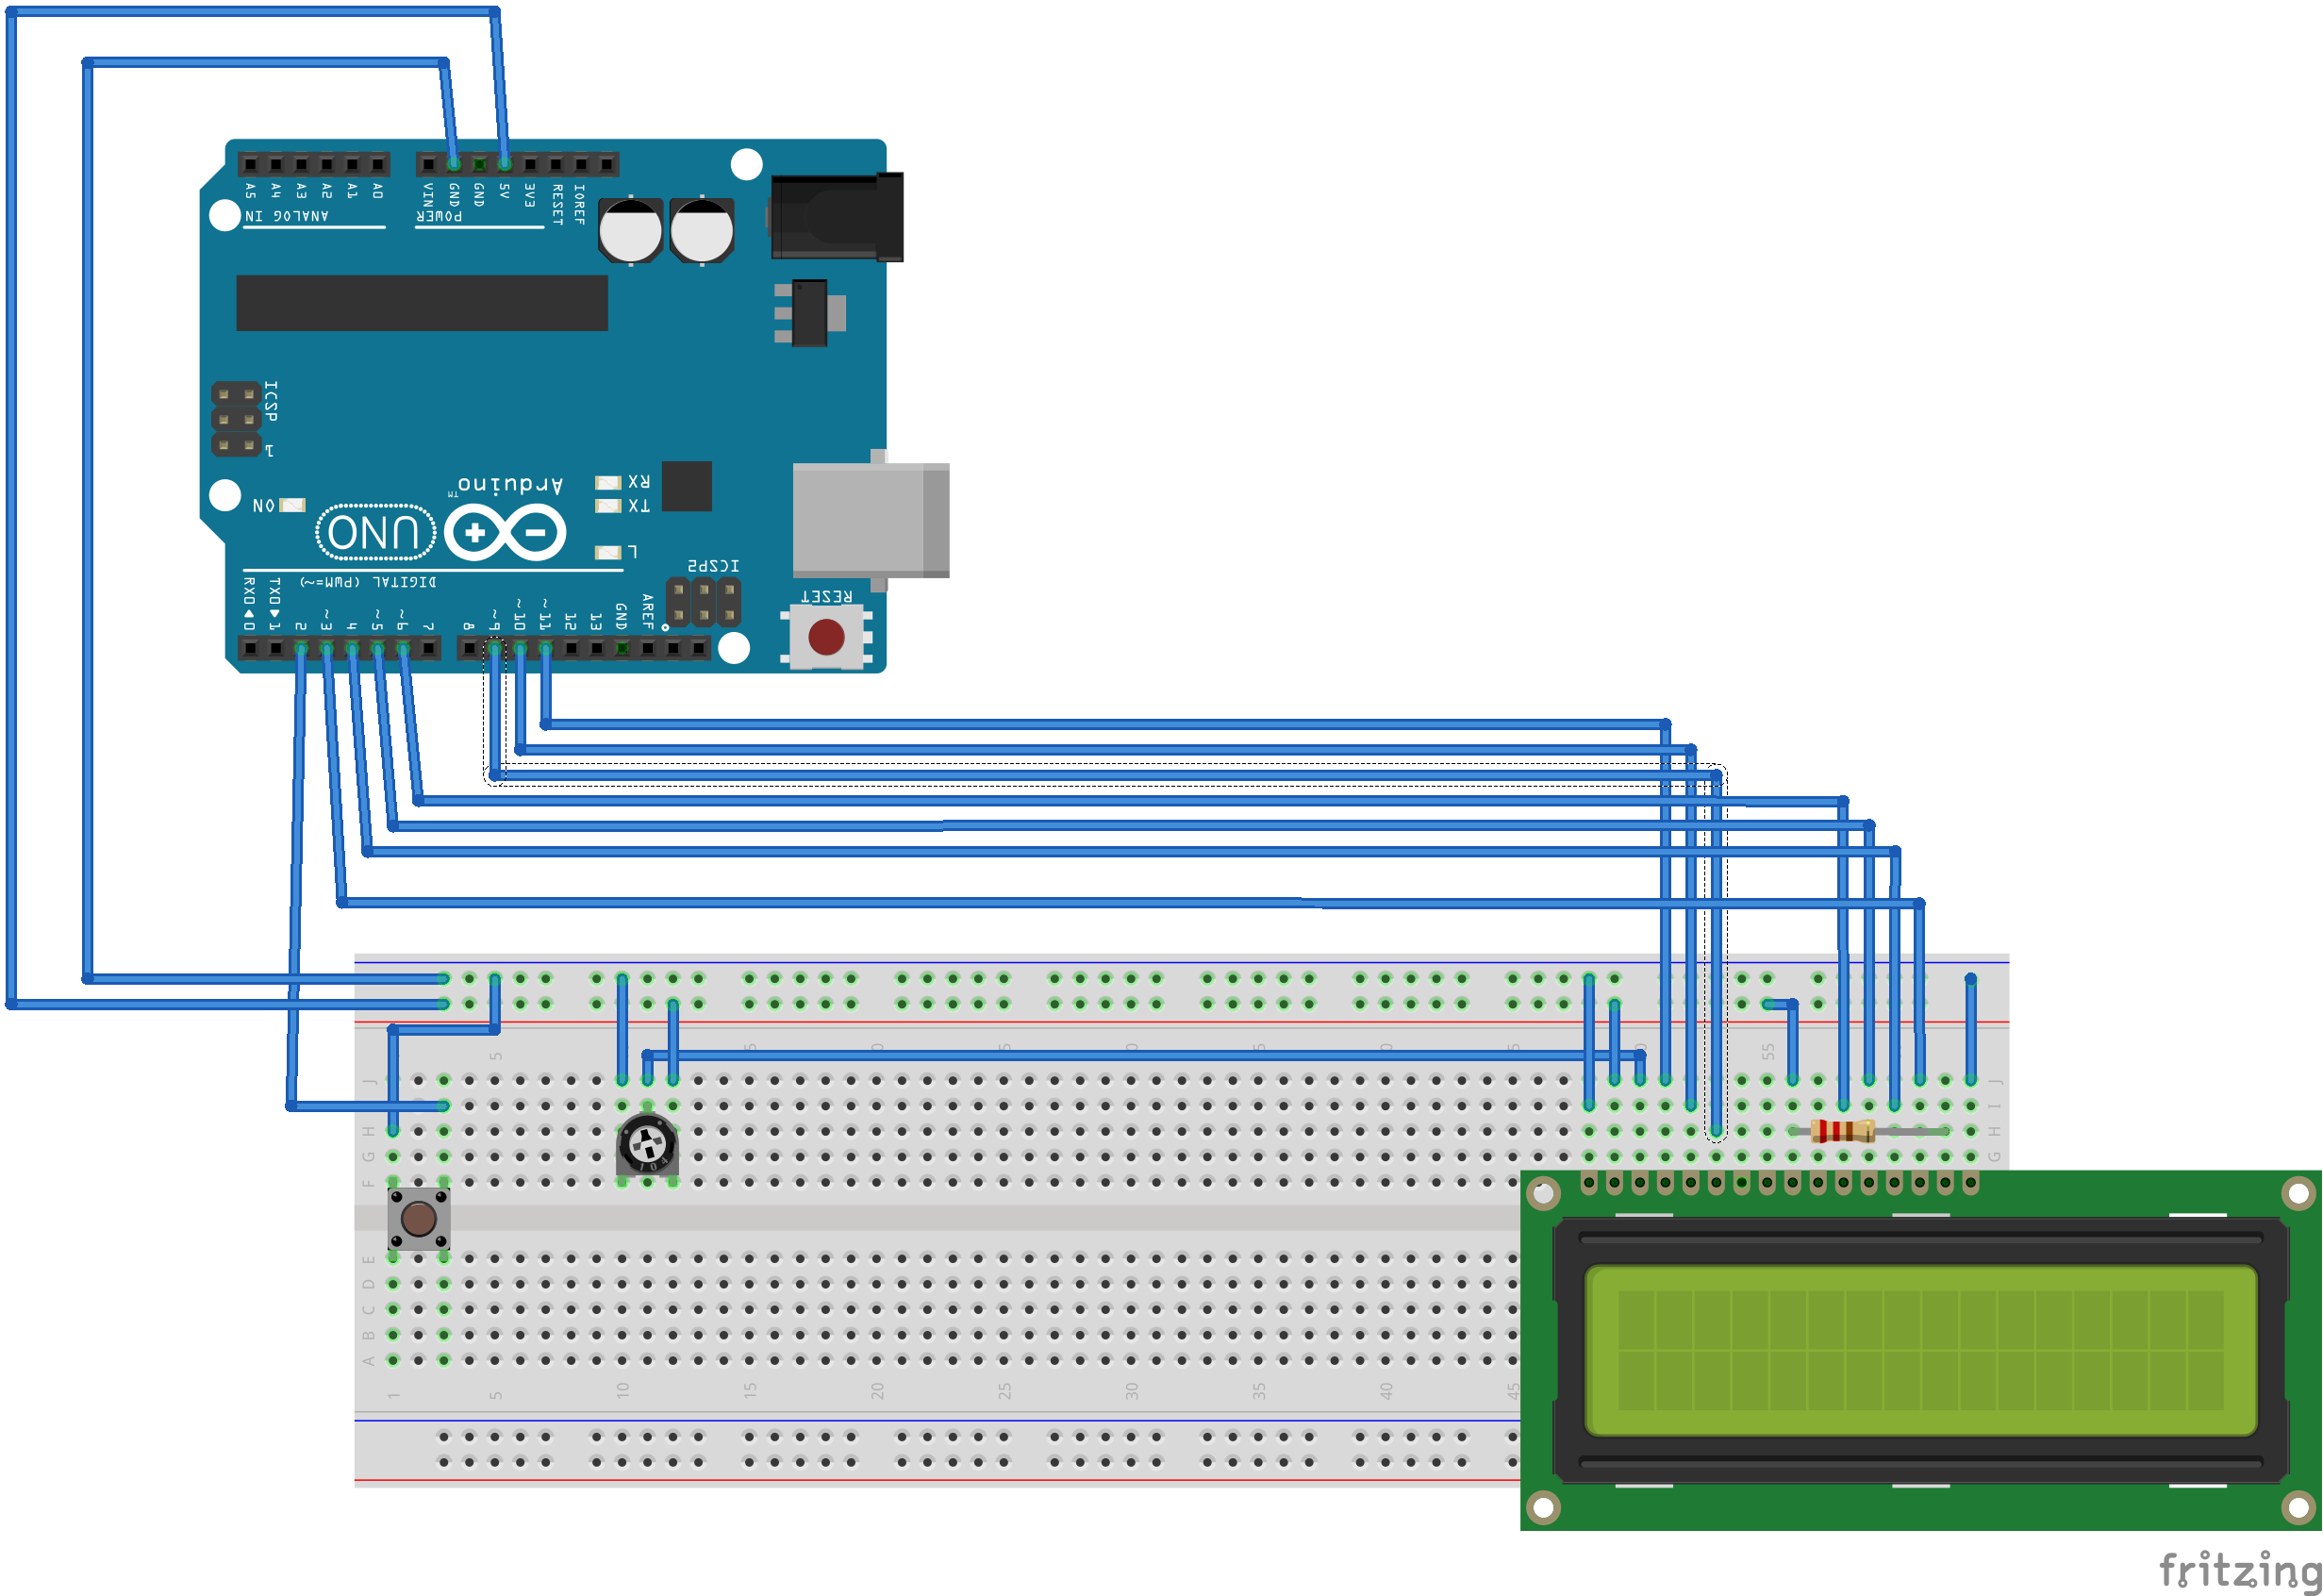 A5 A4 A3 A2 A1 A0 VIN GND GND 5V 3V3 RESET IOREF
ANALOG IN POWER
ICSP
1
Arduino
TM
RX
ON TX
UNO
L
ICSP2
DIGITAL (PWM=~)
RESET
RX0◄0 TX0►1 2 ~3 4 ~5 ~6 7 8 ~9 ~10 ~11 12 13 GND AREF
5 55
J J
I
H H
G G
F
104
E
D
C
B
A
1 5 10 15 20 25 30 35 40 45
fritzing